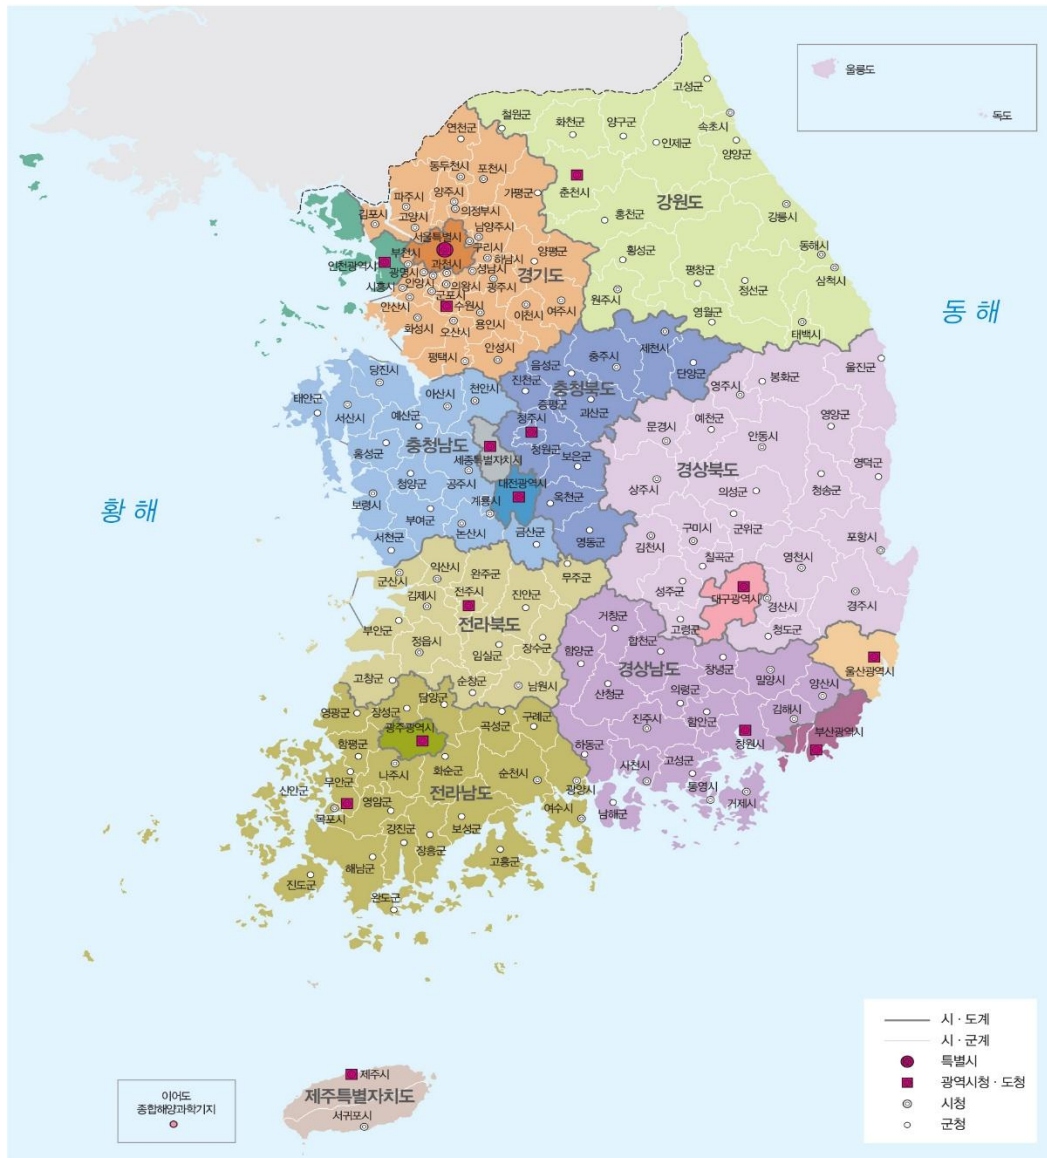 울릉도
독도
고성군
철원군
화천군
양구군
속초시
연천군
인제군
양양군
동두천시
포천시
춘천시
강원도
가평군
파주시
양주시
의정부시
김포시
고양시
남양주시
홍천군
강릉시
서울특별시
구리시
부천시
하남시
양평군
횡성군
동해시
인천광역시
과천시
광명시
성남시
경기도
평창군
삼척시
시흥시
안양시
의왕시
광주시
정선군
군포시
원주시
안산시
수원시
이천시
여주시
동해
화성시
오산시
용인시
영월군
태백시
평택시
안성시
제천시
음성군
충주시
울진군
당진시
단양군
봉화군
진천군
충청북도
영주시
태안군
아산시
천안시
증평군
괴산군
서산시
예산군
청주시
예천군
영양군
문경시
안동시
충청남도
청원군
홍성군
세종특별자치시
보은군
경상북도
영덕군
청양군
공주시
대전광역시
상주시
의성군
청송군
황해
보령시
계룡시
옥천군
부여군
구미시
군위군
서천군
논산시
금산군
영동군
김천시
포항시
칠곡군
영천시
군산시
익산시
완주군
무주군
성주군
대구광역시
김제시
전주시
진안군
경산시
경주시
부안군
전라북도
거창군
고령군
청도군
정읍시
임실군
장수군
함양군
합천군
경상남도
창녕군
울산광역시
고창군
순창군
남원시
산청군
의령군
밀양시
양산시
담양군
영광군
장성군
곡성군
구례군
진주시
함안군
김해시
광주광역시
창원시
부산광역시
함평군
하동군
무안군
나주시
화순군
순천시
사천시
고성군
신안군
전라남도
광양시
통영시
목포시
영암군
여수시
남해군
거제시
강진군
보성군
장흥군
해남군
고흥군
진도군
완도군
시·도계
시·군계
특별시
제주시
광역시청·도청
제주특별자치도
이어도
종합해양과학기지
시청
서귀포시
군청